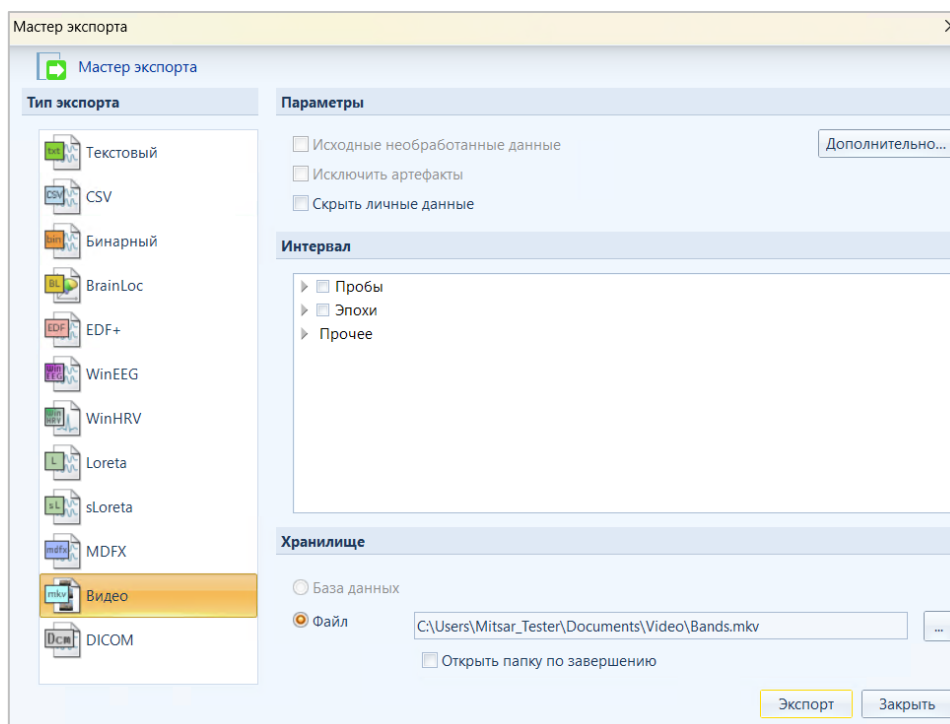 Мастер экспорта
Мастер экспорта
Тип экспорта
txt Текстовый
CSV CSV
bin Бинарный
BL BrainLoc
EDF EDF+
Win EEG WinEEG
Win HRV WinHRV
L Loreta
sL sLoreta
mdfx MDFX
mkv Видео
Dcm DICOM
Параметры
Исходные необработанные данные
Дополнительно...
Исключить артефакты
Скрыть личные данные
Интервал
Пробы
Эпохи
Прочее
Хранилище
База данных
Файл
C:\Users\Mitsar_Tester\Documents\Video\Bands.mkv
...
Открыть папку по завершению
Экспорт
Закрыть